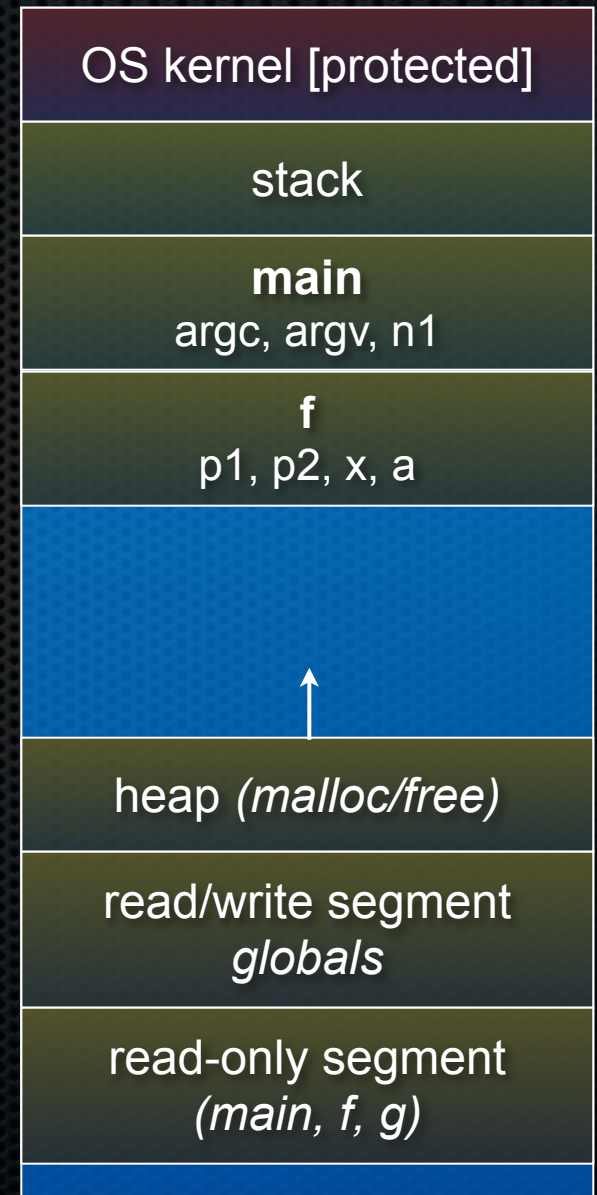 OS kernel [protected]
stack
main
argc, argv, n1
f
p1, p2, x, a
heap (malloc/free)
read/write segment
globals
read-only segment
(main, f, g)